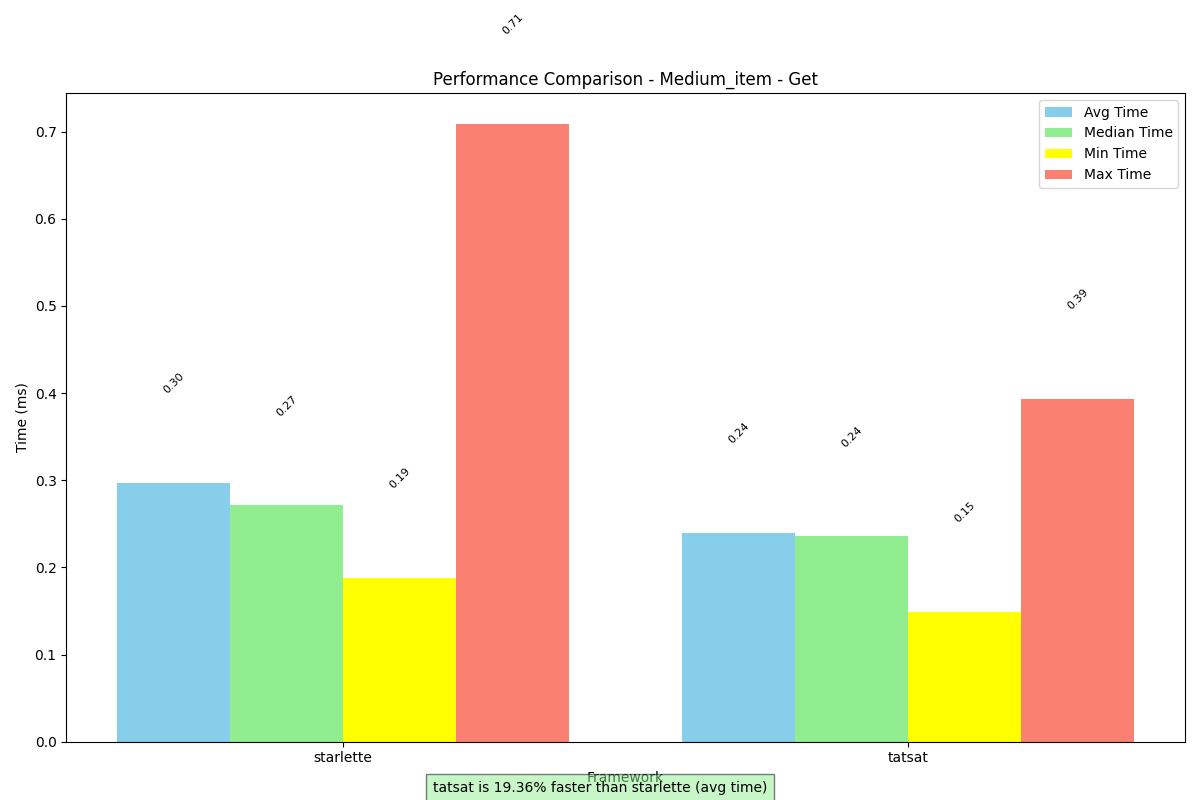 0.71
Performance Comparison - Medium_item - Get
Avg Time
Median Time
Min Time
Max Time
Time (ms)
0.7
0.6
0.5
0.4
0.3
0.2
0.1
0.0
0.30
0.27
0.19
0.24
0.24
0.15
0.39
starlette
tatsat
Framework
tatsat is 19.36% faster than starlette (avg time)